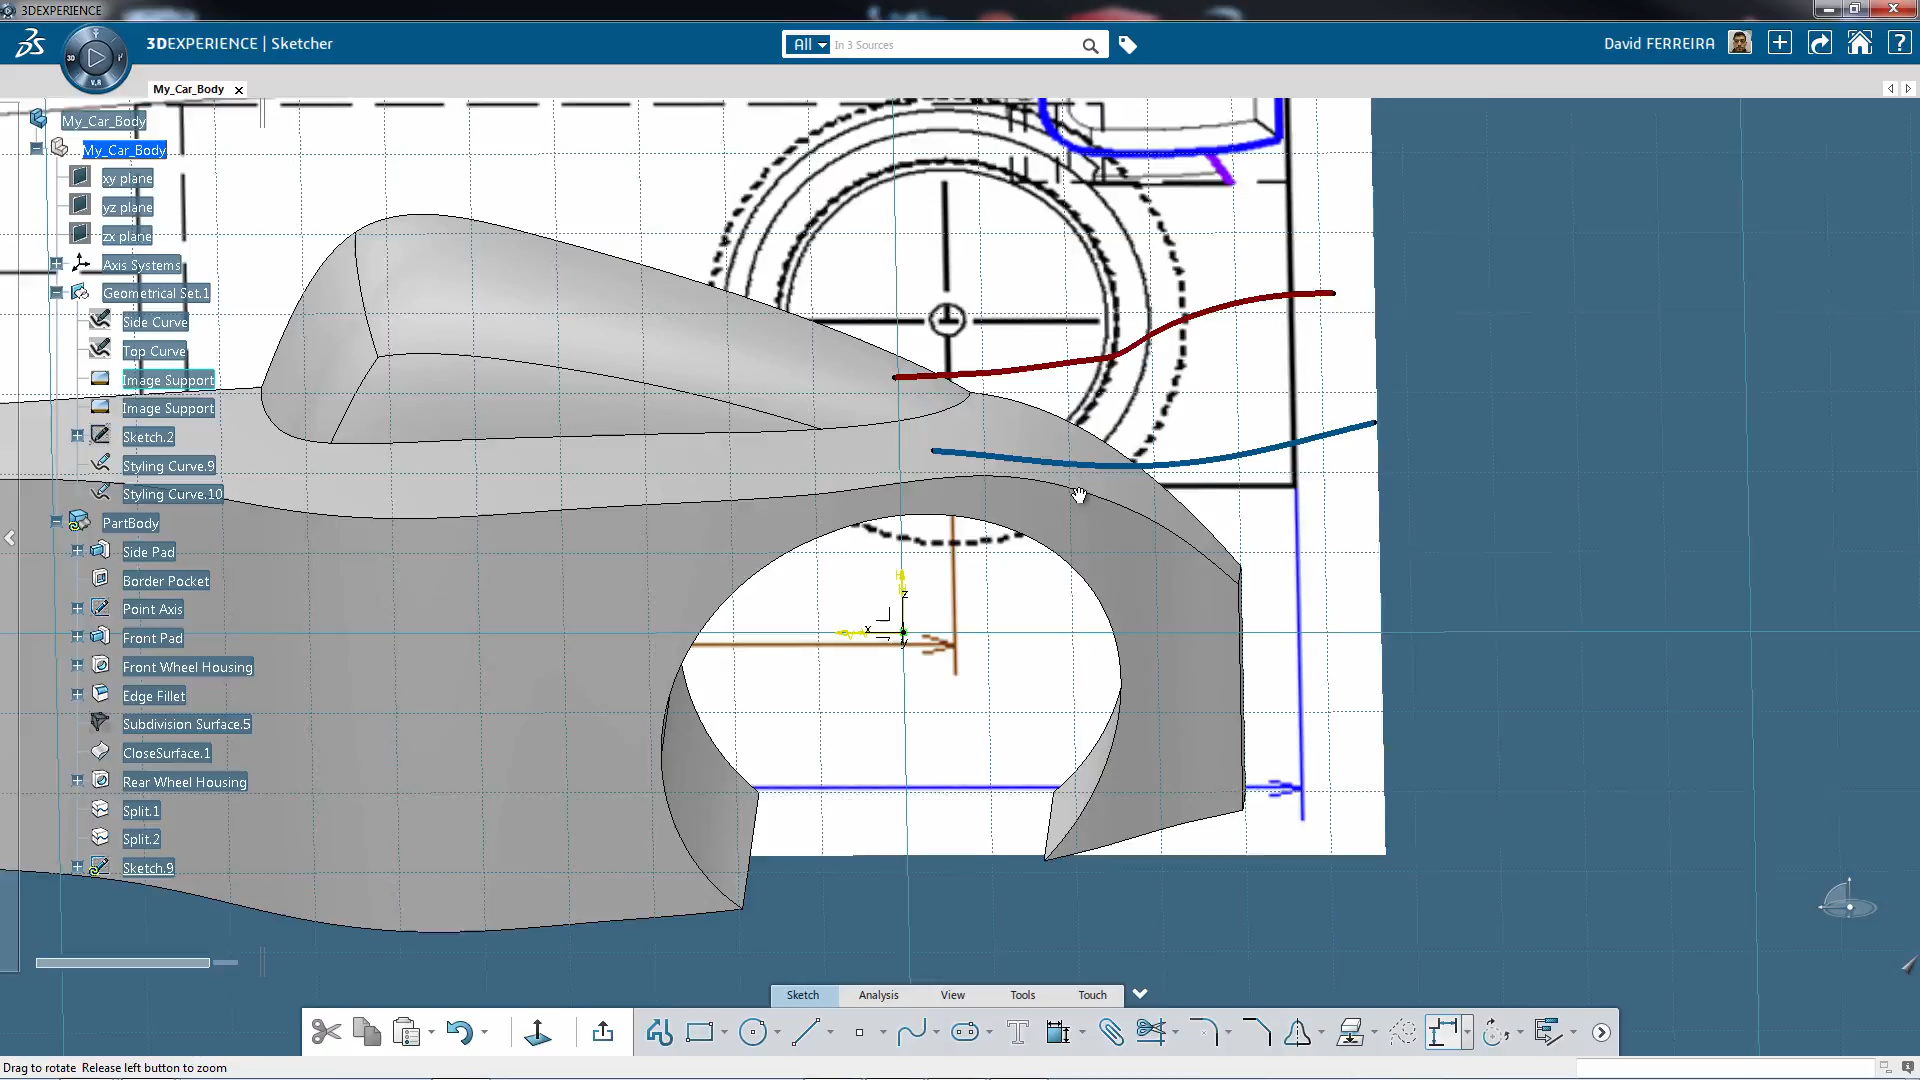 3DEXPERIENCE
3DEXPERIENCE | Sketcher
All
In 3 Sources
David FERREIRA
3D
V.R
My_Car_Body
My_Car_Body
My_Car_Body
xy plane
yz plane
zx plane
Axis Systems
Geometrical Set.1
Side Curve
Top Curve
Image Support
Image Support
Sketch.2
Styling Curve.9
Styling Curve.10
PartBody
Side Pad
Border Pocket
Point Axis
Front Pad
Front Wheel Housing
Edge Fillet
Subdivision Surface.5
CloseSurface.1
Rear Wheel Housing
Split.1
Split.2
Sketch.9
H
z
x
y
Sketch
Analysis
View
Tools
Touch
Drag to rotate Release left button to zoom